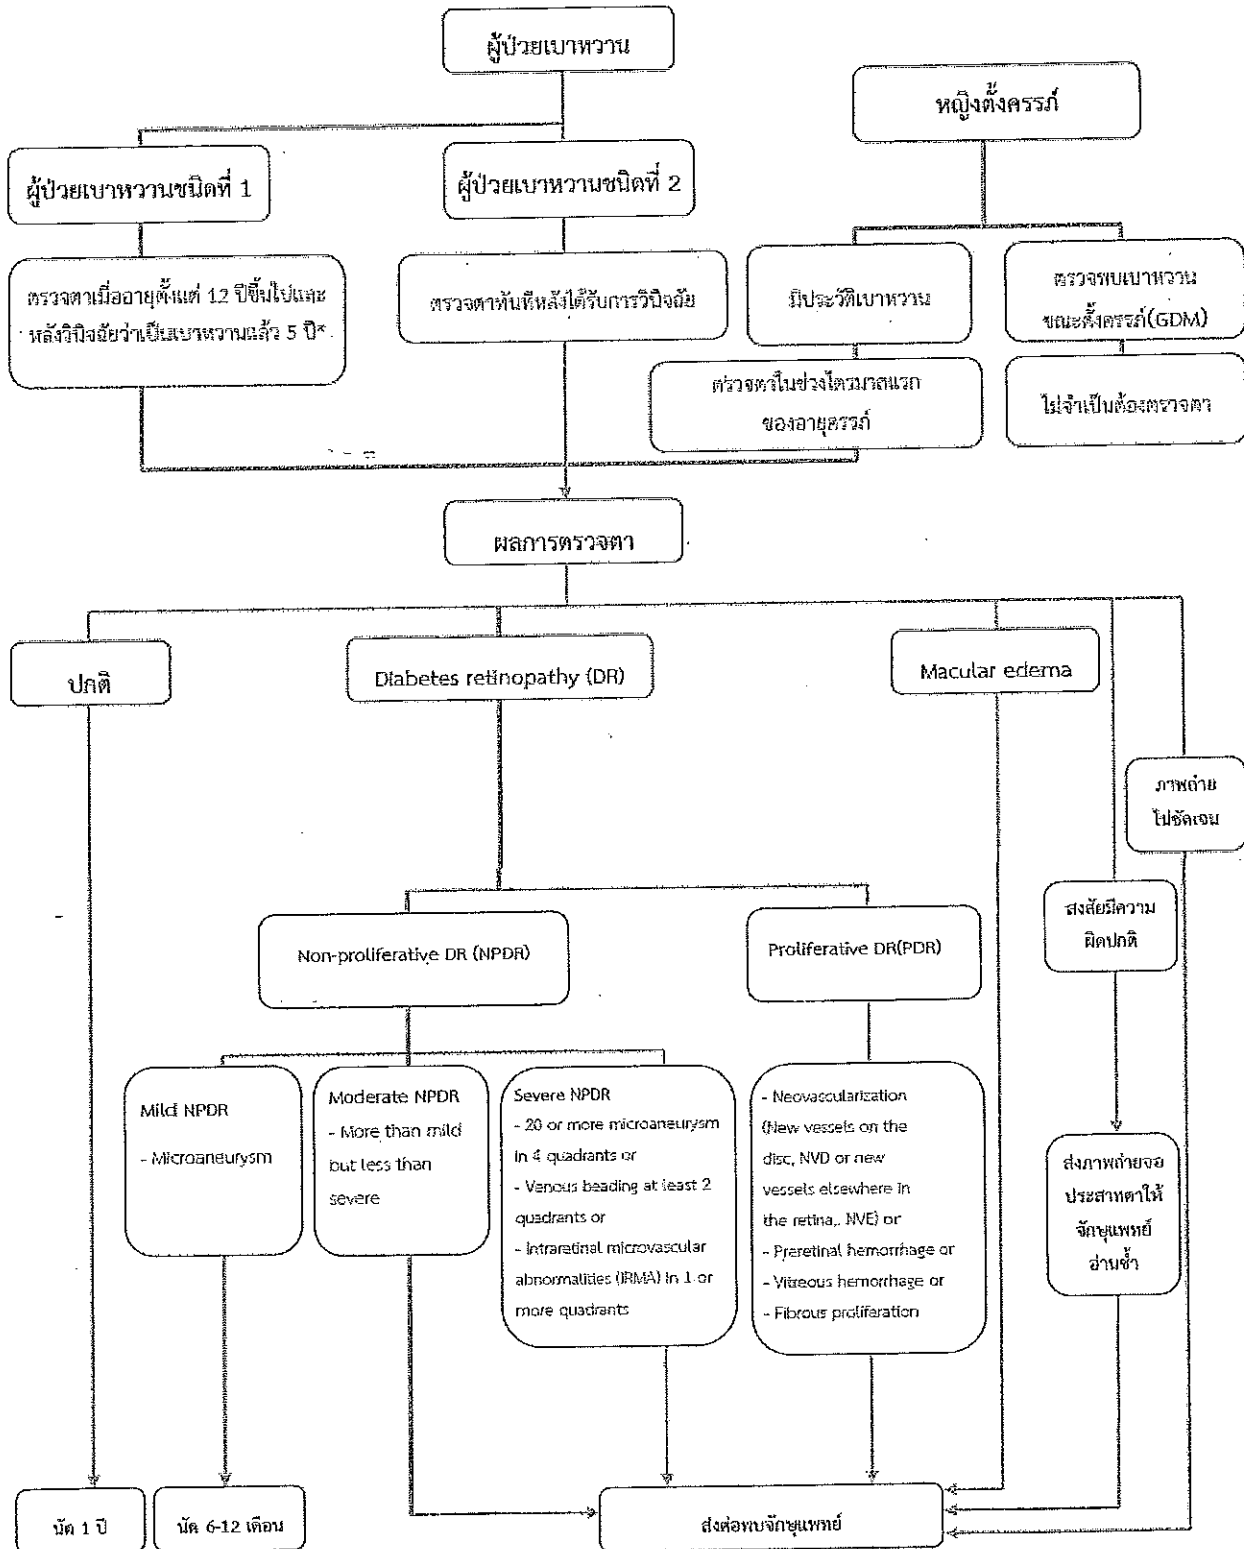 ผู้ป่วยเบาหวาน
หญิงตั้งครรภ์
ผู้ป่วยเบาหวานชนิดที่ 1
ผู้ป่วยเบาหวานชนิดที่ 2
ตรวจตาเมื่ออายุตั้งแต่ 12 ปีขึ้นไปและ
หลังวินิจฉัยว่าเป็นเบาหวานแล้ว 5 ปี*
ตรวจตาทันทีหลังได้รับการวินิจฉัย
มีประวัติเบาหวาน
ตรวจพบเบาหวาน
ขณะตั้งครรภ์(GDM)
ตรวจตาในช่วงไตรมาสแรก
ของอายุครรภ์
ไม่จำเป็นต้องตรวจตา
ผลการตรวจตา
ปกติ
Diabetes retinopathy (DR)
Macular edema
ภาพถ่าย
ไม่ชัดเจน
สงสัยมีความ
ผิดปกติ
Non-proliferative DR (NPDR)
Proliferative DR(PDR)
Mild NPDR
- Microaneurysm
Moderate NPDR
- More than mild
but less than
severe
Severe NPDR
- 20 or more microaneurysm
in 4 quadrants or
- Venous beading at least 2
quadrants or
- Intraretinal microvascular
abnormalities (IRMA) in 1 or
more quadrants
- Neovascularization
(New vessels on the
disc, NVD or new
vessels elsewhere in
the retina,. NVE) or
- Preretinal hemorrhage or
- Vitreous hemorrhage or
- Fibrous proliferation
ส่งภาพถ่ายจอ
ประสาทตาให้
จักษุแพทย์
อ่านซ้ำ
นัด 1 ปี
นัด 6-12 เดือน
ส่งต่อพบจักษุแพทย์